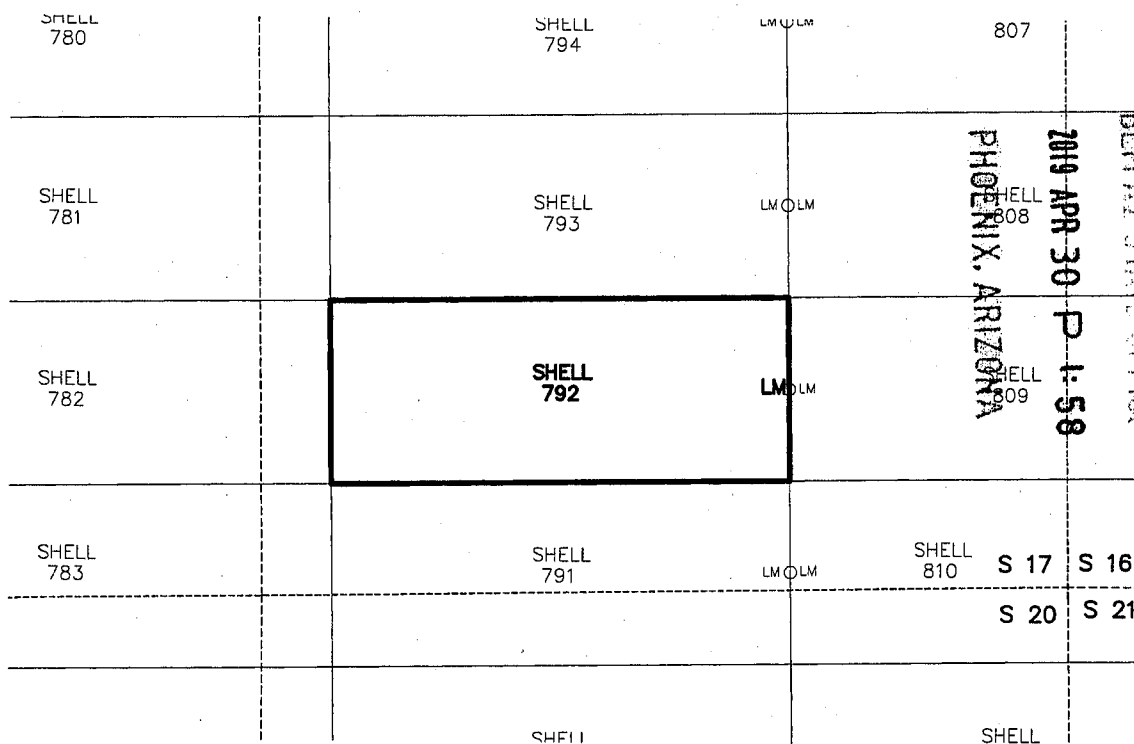 SHELL
780
SHELL
794
LM LM
807
SHELL
781
SHELL
793
LM LM
SHELL
808
SHELL
782
SHELL
792
LM LM
SHELL
809
2019 APR 30 P 1:58
PHOENIX, ARIZONA
SHELL
783
SHELL
791
LM LM
SHELL
810
S 17
S 16
S 20
S 21
SHELL
SHELL